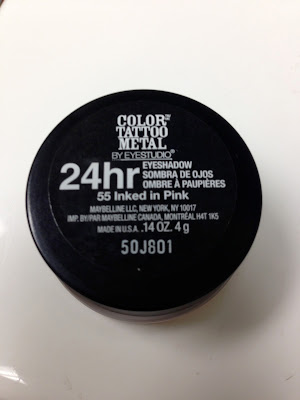 COLOR™
TATTOO
METAL
BY EYESTUDIO®
24hr
EYESHADOW
SOMBRA DE OJOS
OMBRE À PAUPIÈRES
55 Inked in Pink
MAYBELLINE LLC, NEW YORK, NY 10017
IMP. BY/PAR MAYBELLINE CANADA, MONTRÉAL H4T 1K5
MADE IN U.S.A. .14 OZ. 4 g
50J801